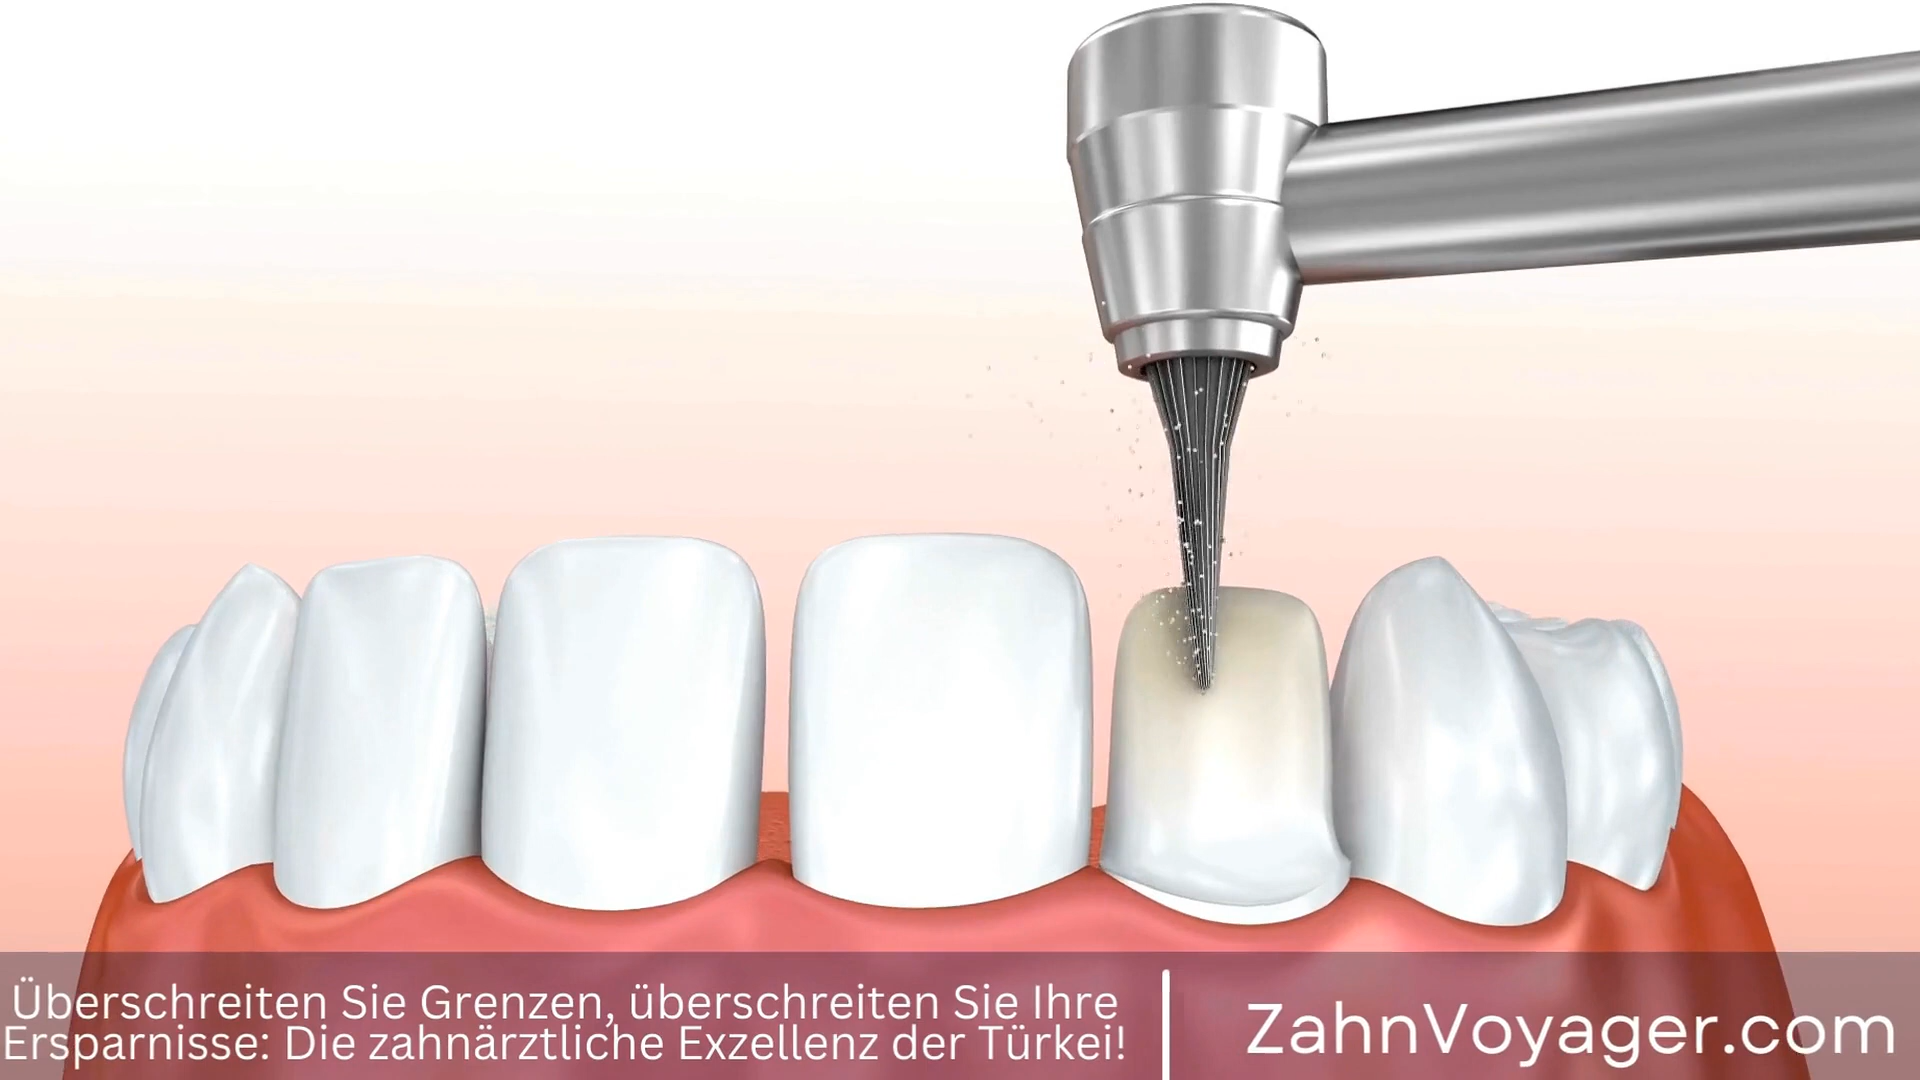 Überschreiten Sie Grenzen, überschreiten Sie Ihre
Ersparnisse: Die zahnärztliche Exzellenz der Türkei!
ZahnVoyager.com